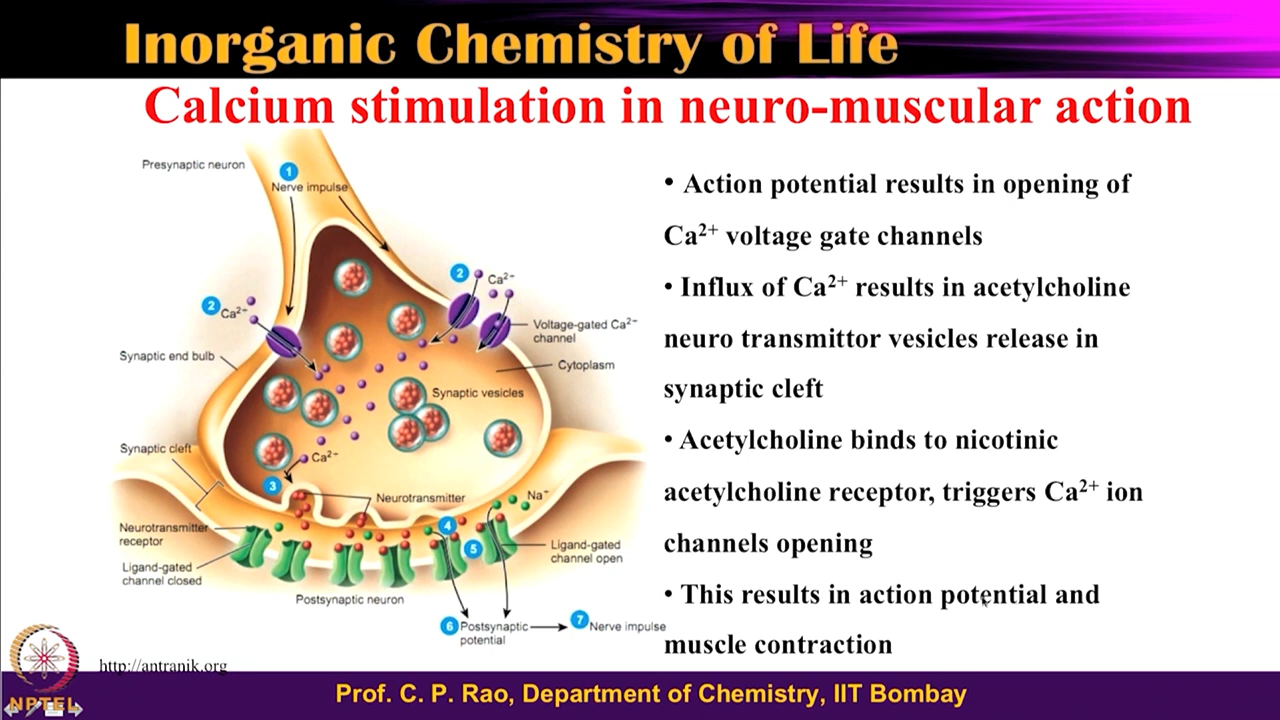 Inorganic Chemistry of Life
Calcium stimulation in neuro-muscular action
Presynaptic neuron
1
Nerve impulse
2
Ca2+
2
Ca2+
Voltage-gated Ca2+
channel
Synaptic end bulb
Cytoplasm
Synaptic vesicles
Synaptic cleft
Ca2+
3
Neurotransmitter
Na+
4
Neurotransmitter
receptor
5
Ligand-gated
channel open
Ligand-gated
channel closed
Postsynaptic neuron
6 Postsynaptic
potential
7 Nerve impulse
http://antranik.org
• Action potential results in opening of
Ca2+ voltage gate channels
• Influx of Ca2+ results in acetylcholine
neuro transmittor vesicles release in
synaptic cleft
• Acetylcholine binds to nicotinic
acetylcholine receptor, triggers Ca2+ ion
channels opening
• This results in action potential and
muscle contraction
NPTEL
Prof. C. P. Rao, Department of Chemistry, IIT Bombay